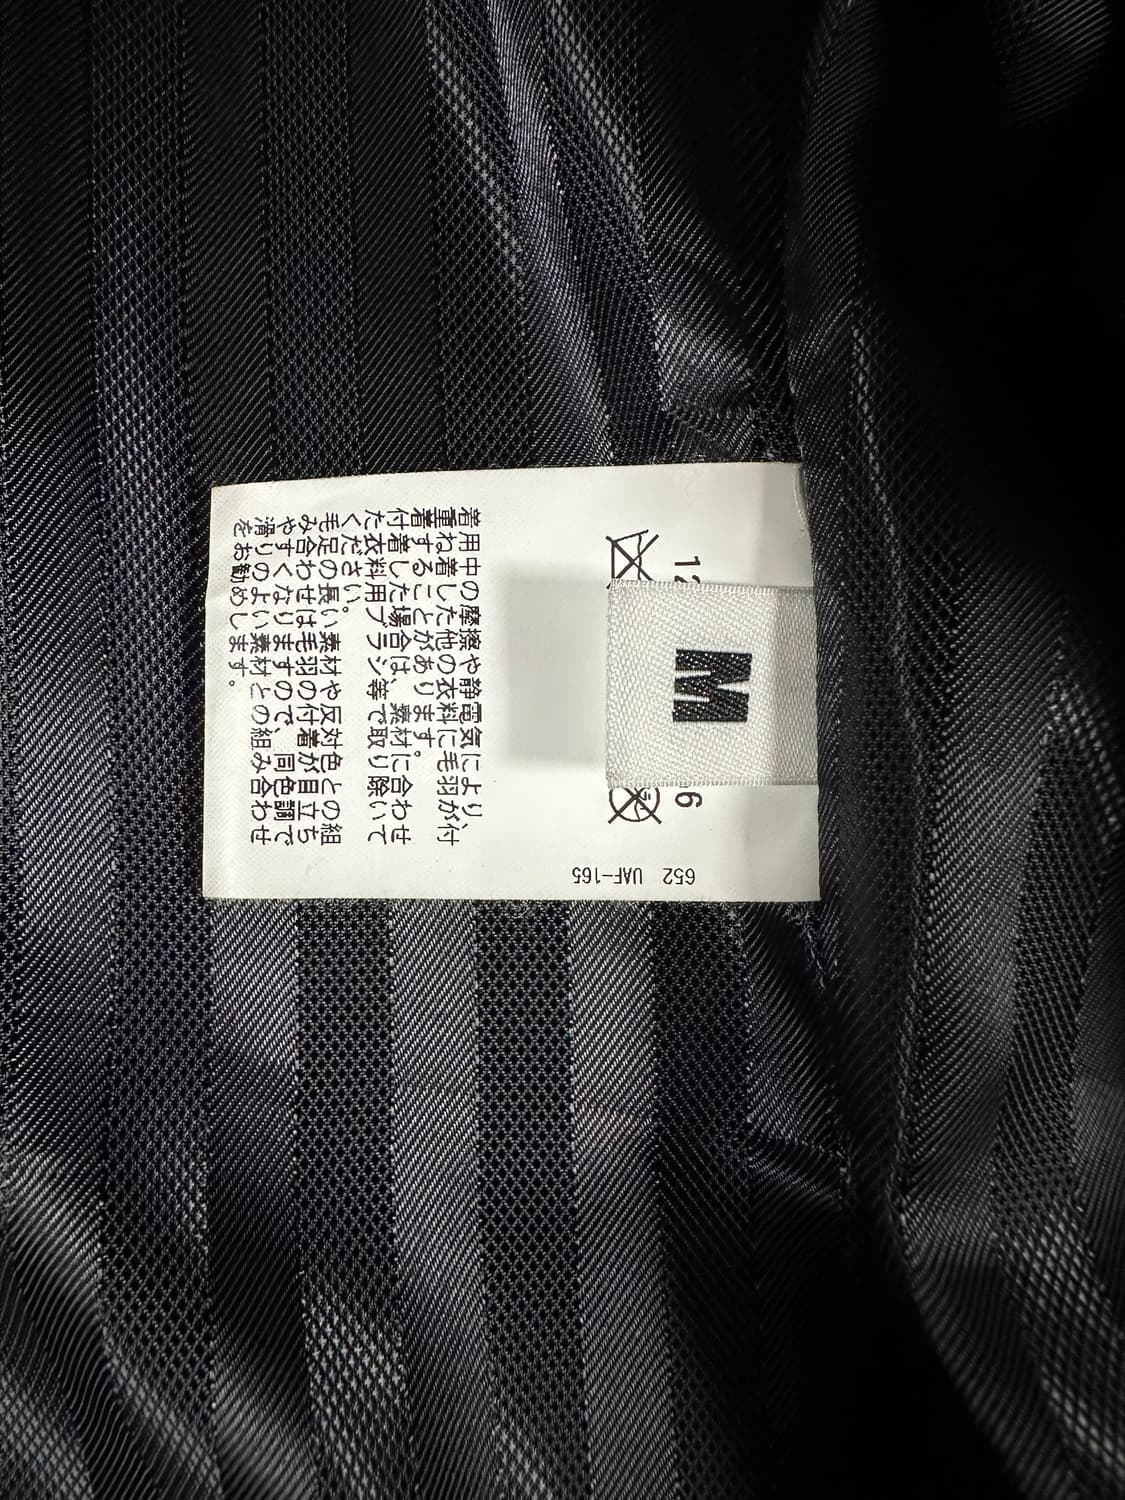 M
6
652 UAF-165
着用中の摩擦や静電気により、
重ね着した他の衣料に毛羽が付
着することがあります。
付着した場合は、素材に合わせ
た衣料用ブラシ等で取り除いて
ください。
毛足の長い素材や反対色との組
み合わせは毛羽の付着が目立ち
やすくなりますので、同色調で
滑りのよい素材との組み合わせ
をお勧めします。